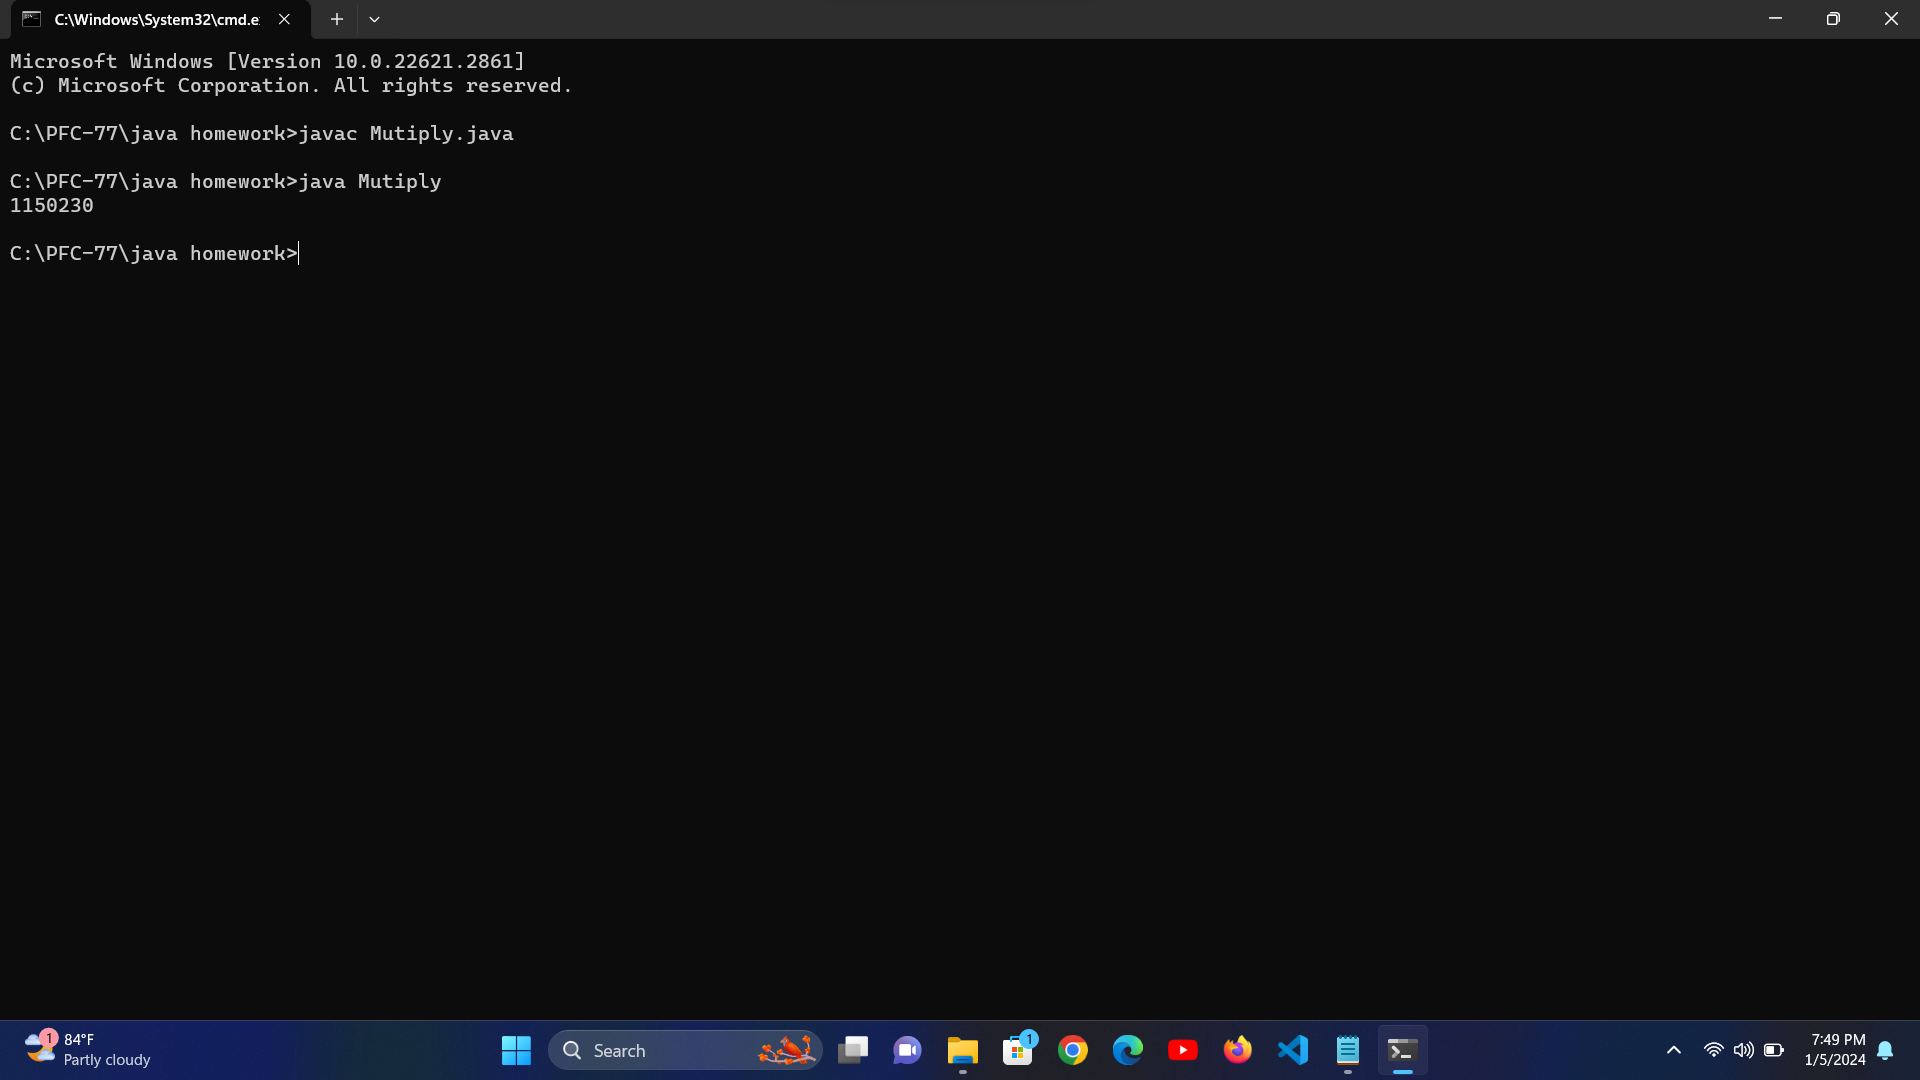 C:\Windows\System32\cmd.e
Microsoft Windows [Version 10.0.22621.2861]
(c) Microsoft Corporation. All rights reserved.
C:\PFC-77\java homework>javac Mutiply.java
C:\PFC-77\java homework>java Mutiply
1150230
C:\PFC-77\java homework>
1
84°F
Partly cloudy
Search
1
7:49 PM
1/5/2024